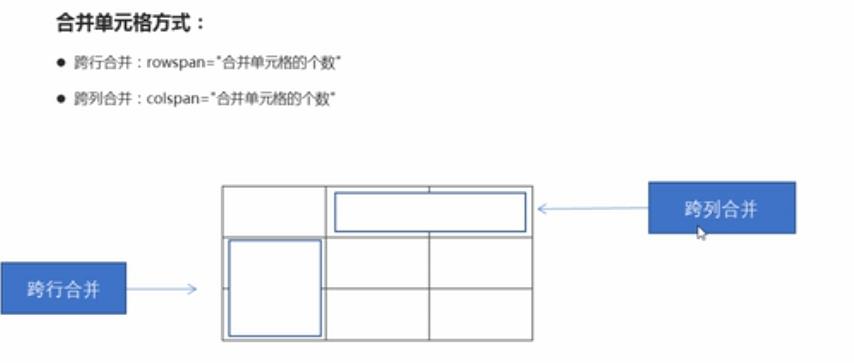 合并单元格方式：
● 跨行合并：rowspan="合并单元格的个数"
● 跨列合并：colspan="合并单元格的个数"
跨列合并
跨行合并